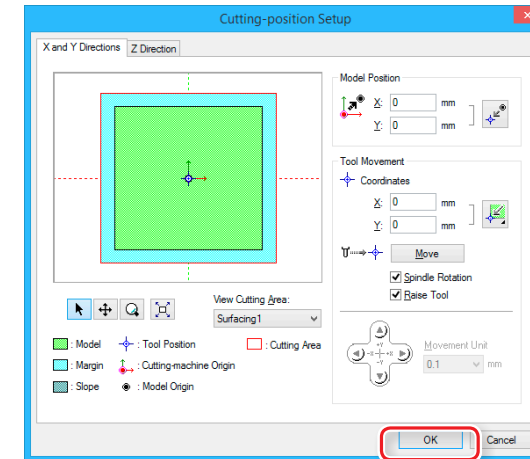 Cutting-position Setup
X and Y Directions
Z Direction
Model Position
X: 0 mm
Y: 0 mm
Tool Movement
Coordinates
X: 0 mm
Y: 0 mm
Move
Spindle Rotation
Raise Tool
View Cutting Area:
Surfacing1
: Model
: Tool Position
: Cutting Area
: Margin
: Cutting-machine Origin
: Slope
: Model Origin
+Y
-X +X
-Y
Movement Unit
0.1 mm
OK
Cancel